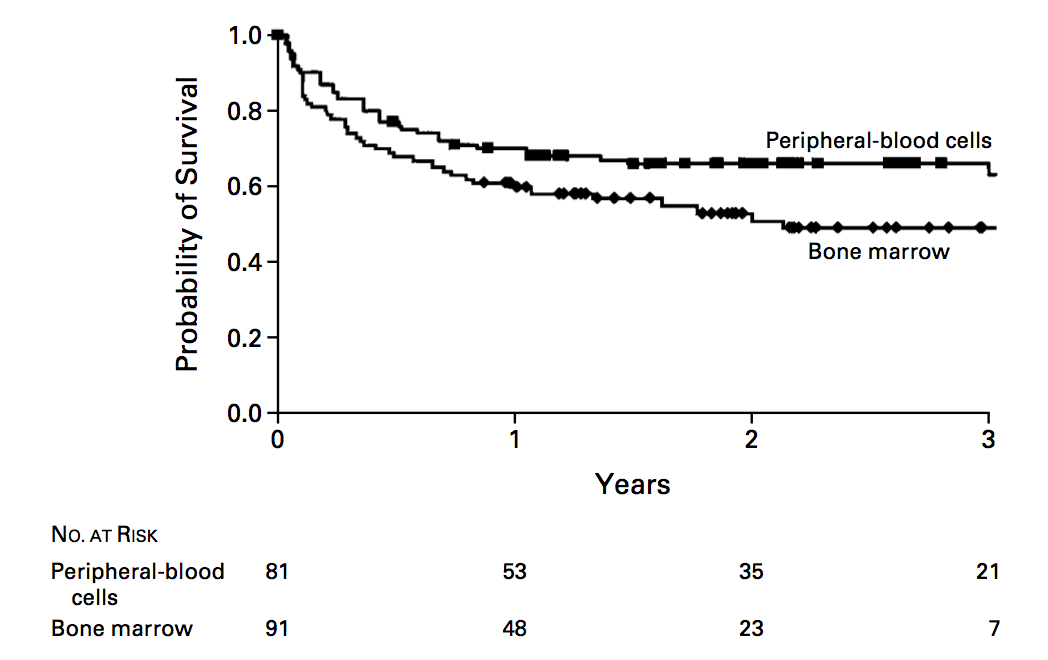 1.0
0.8
0.6
0.4
0.2
0.0
Probability of Survival
Peripheral-blood cells
Bone marrow
0 1 2 3
Years
NO. AT RISK
Peripheral-blood 81 53 35 21
cells
Bone marrow 91 48 23 7